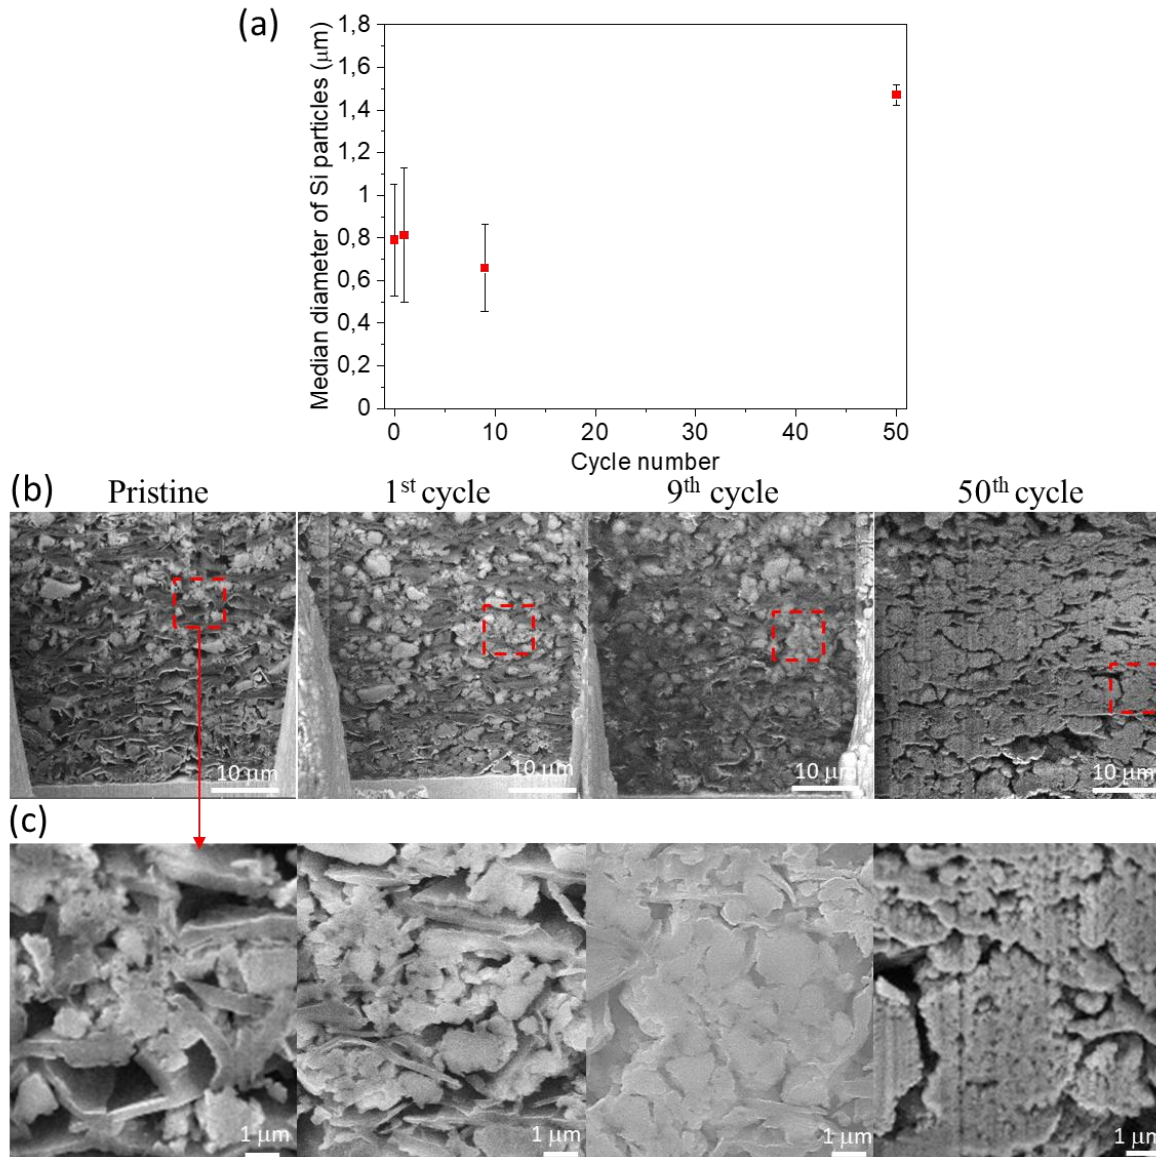 (a)
Median diameter of Si particles (μm)
1,8
1,6
1,4
1,2
1
0,8
0,6
0,4
0,2
0
0 10 20 30 40 50
Cycle number
(b) Pristine 1st cycle 9th cycle 50th cycle
10 μm 10 μm 10 μm 10 μm
(c)
1 μm 1 μm 1 μm 1 μm